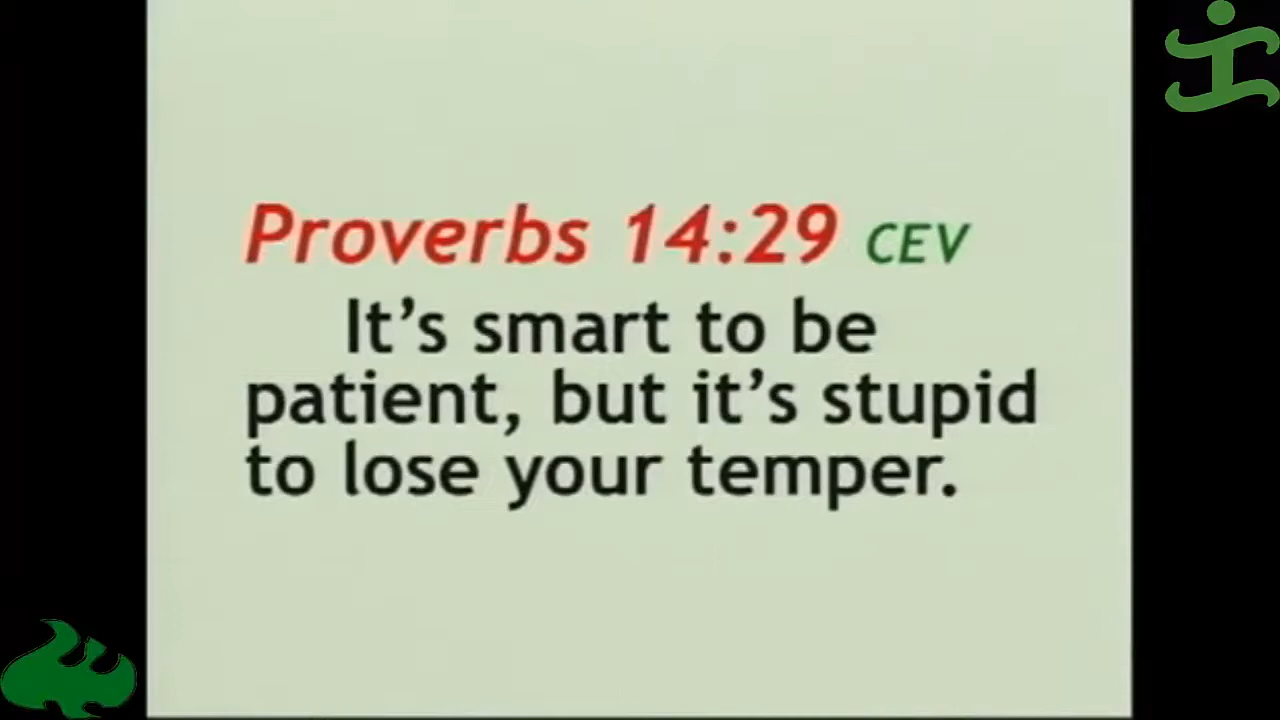 Proverbs 14:29 CEV
It’s smart to be
patient, but it’s stupid
to lose your temper.